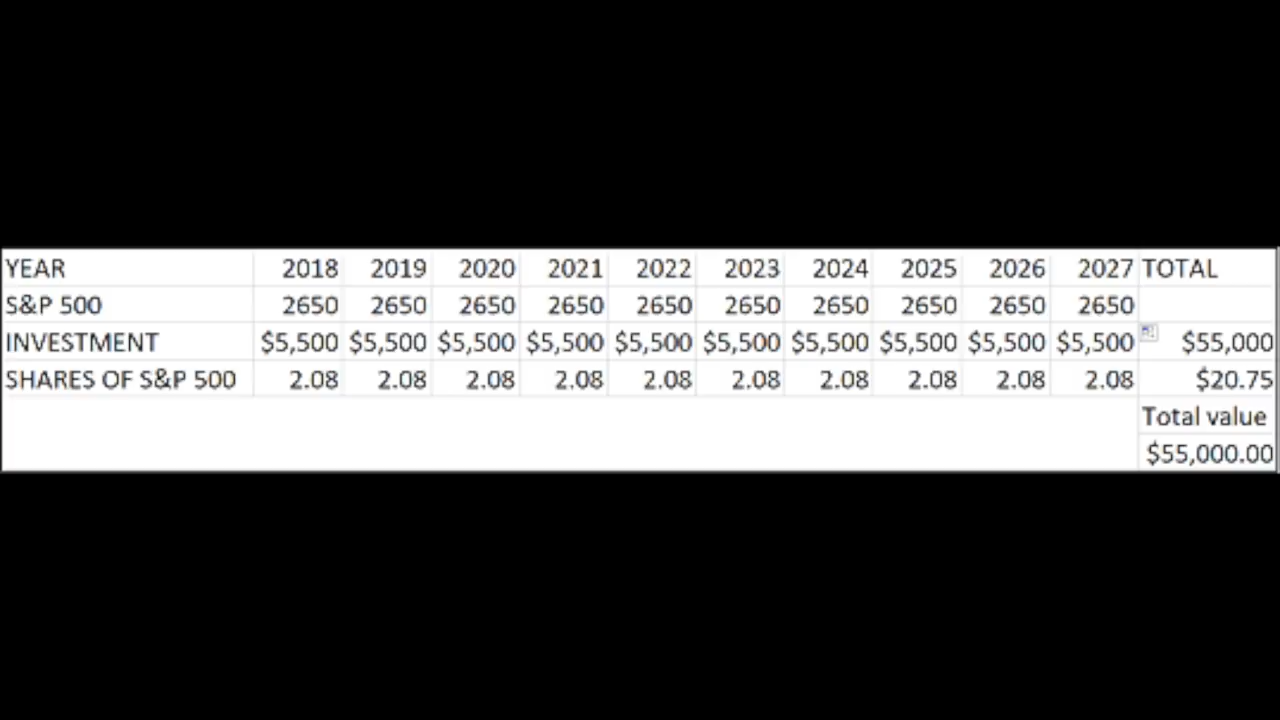 YEAR 2018 2019 2020 2021 2022 2023 2024 2025 2026 2027 TOTAL
S&P 500 2650 2650 2650 2650 2650 2650 2650 2650 2650 2650
INVESTMENT $5,500 $5,500 $5,500 $5,500 $5,500 $5,500 $5,500 $5,500 $5,500 $5,500 $55,000
SHARES OF S&P 500 2.08 2.08 2.08 2.08 2.08 2.08 2.08 2.08 2.08 2.08 $20.75
Total value
$55,000.00